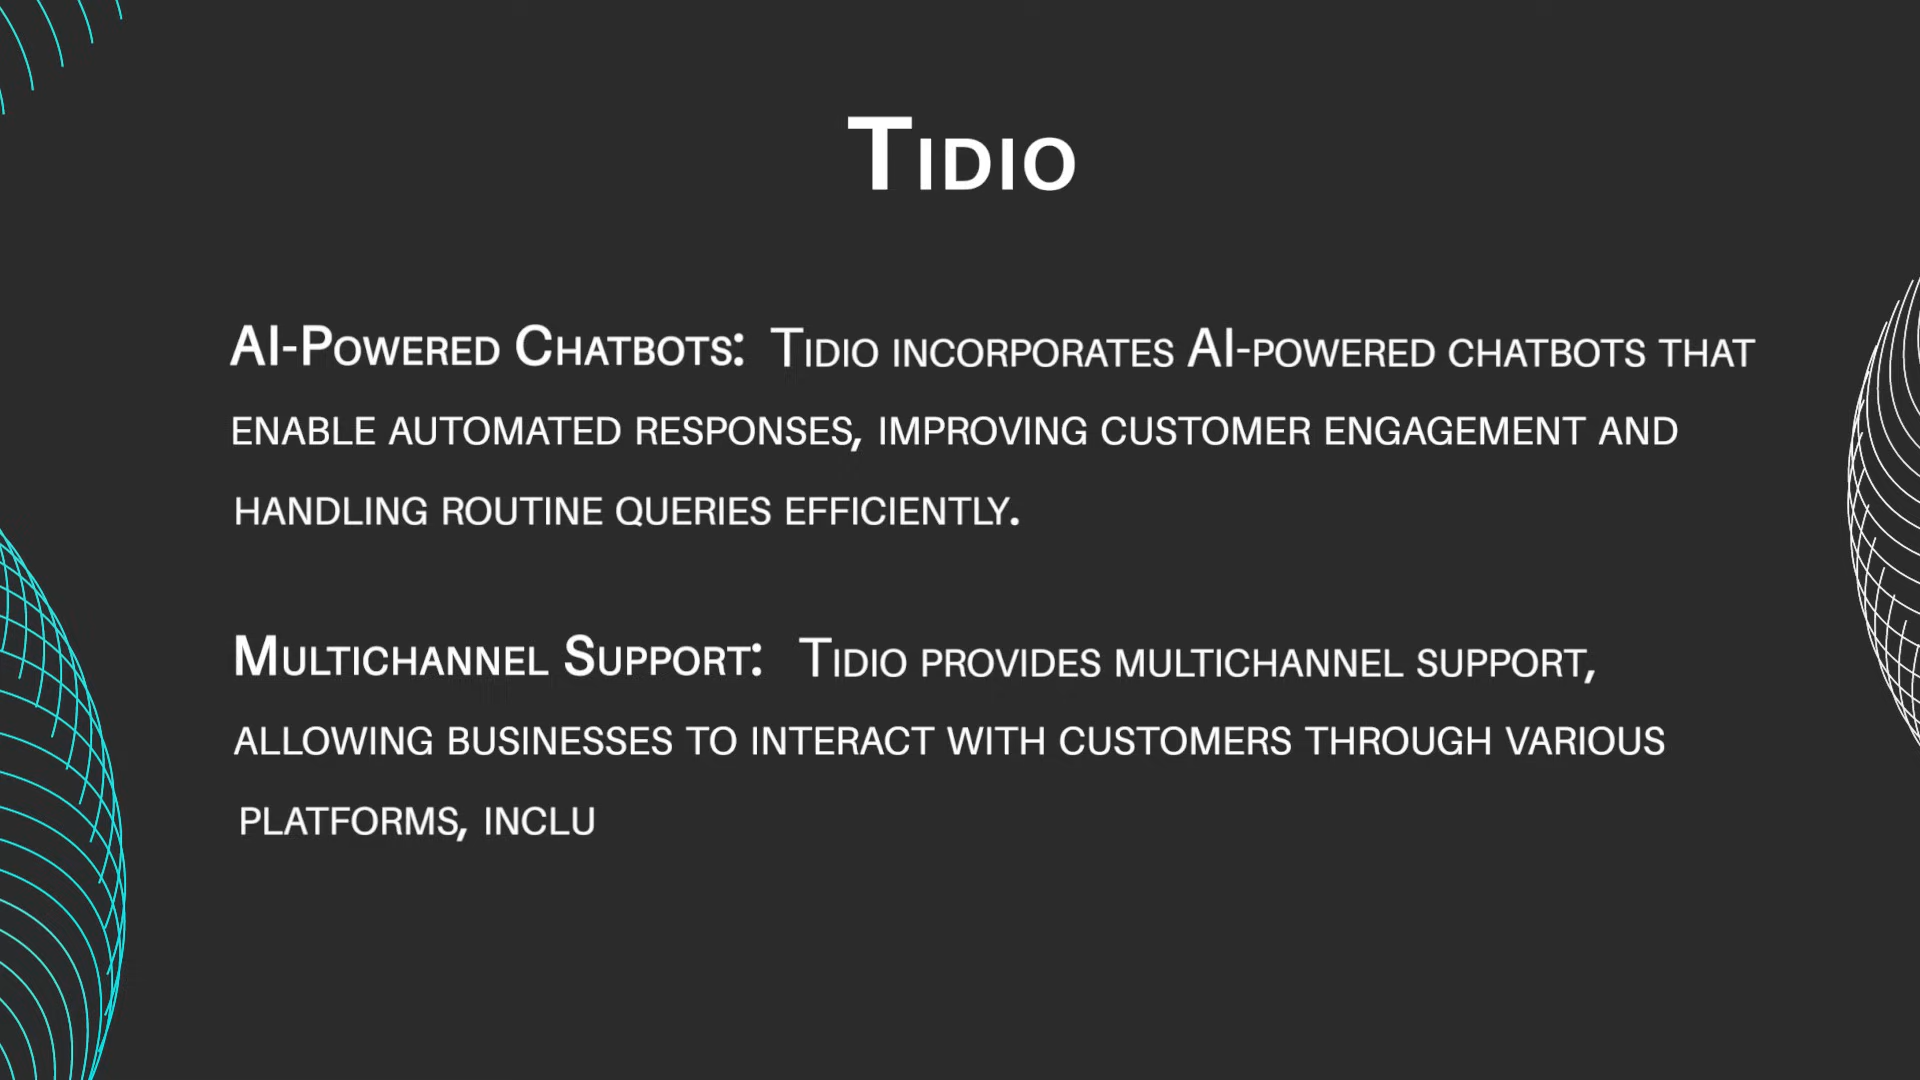 Tidio
AI-Powered Chatbots: Tidio incorporates AI-powered chatbots that
enable automated responses, improving customer engagement and
handling routine queries efficiently.
Multichannel Support: Tidio provides multichannel support,
allowing businesses to interact with customers through various
platforms, inclu